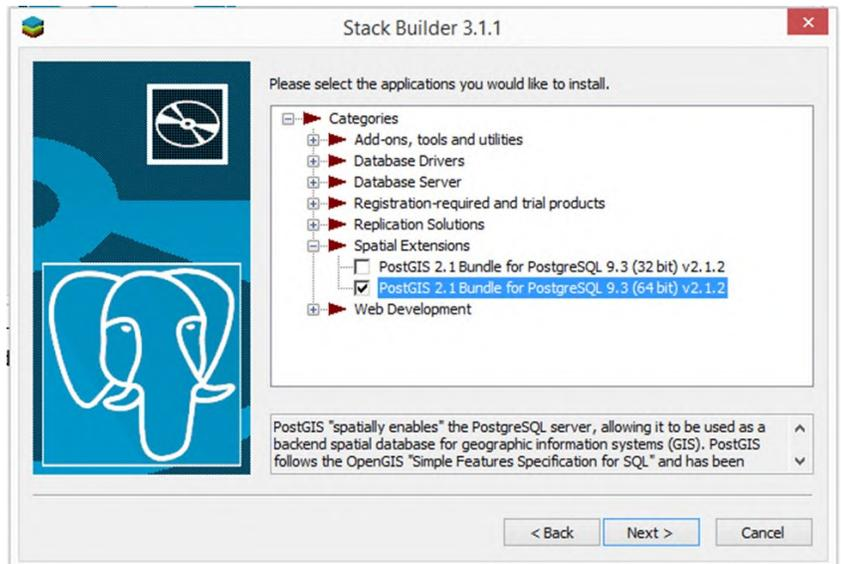 Stack Builder 3.1.1
Please select the applications you would like to install.
Categories
Add-ons, tools and utilities
Database Drivers
Database Server
Registration-required and trial products
Replication Solutions
Spatial Extensions
PostGIS 2.1 Bundle for PostgreSQL 9.3 (32 bit) v2.1.2
PostGIS 2.1 Bundle for PostgreSQL 9.3 (64 bit) v2.1.2
Web Development
PostGIS "spatially enables" the PostgreSQL server, allowing it to be used as a
backend spatial database for geographic information systems (GIS). PostGIS
follows the OpenGIS "Simple Features Specification for SQL" and has been
< Back
Next >
Cancel